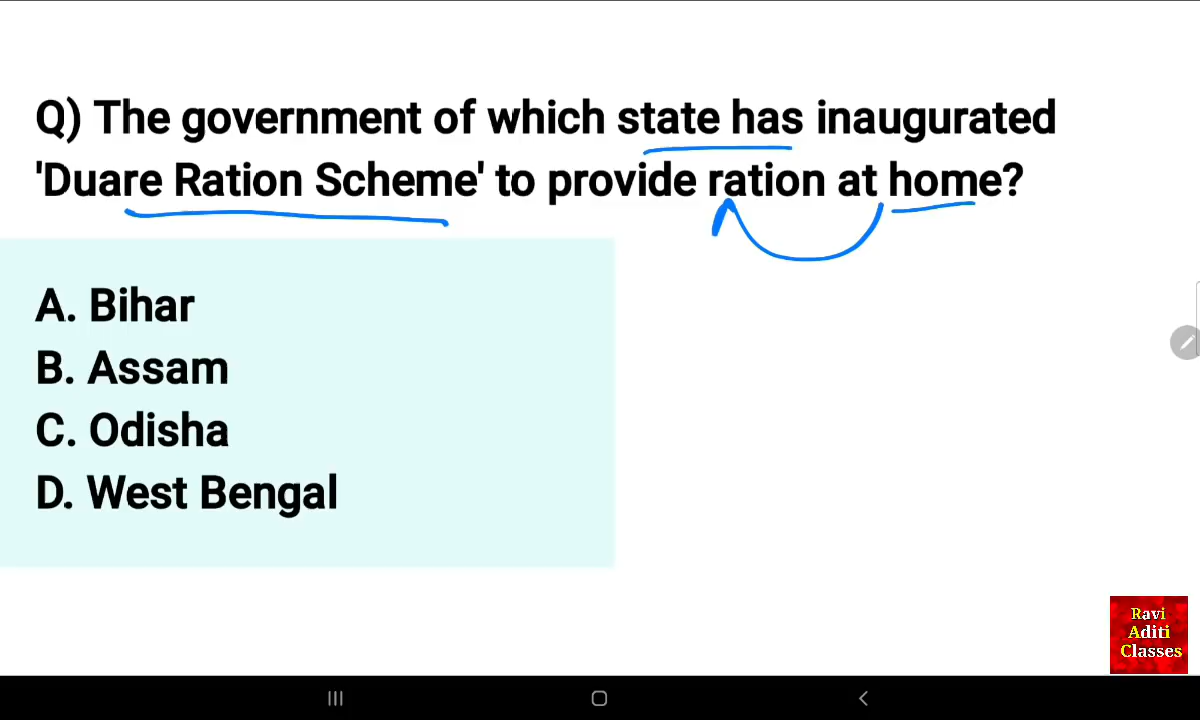 Q) The government of which state has inaugurated
'Duare Ration Scheme' to provide ration at home?
A. Bihar
B. Assam
C. Odisha
D. West Bengal
Ravi
Aditi
Classes